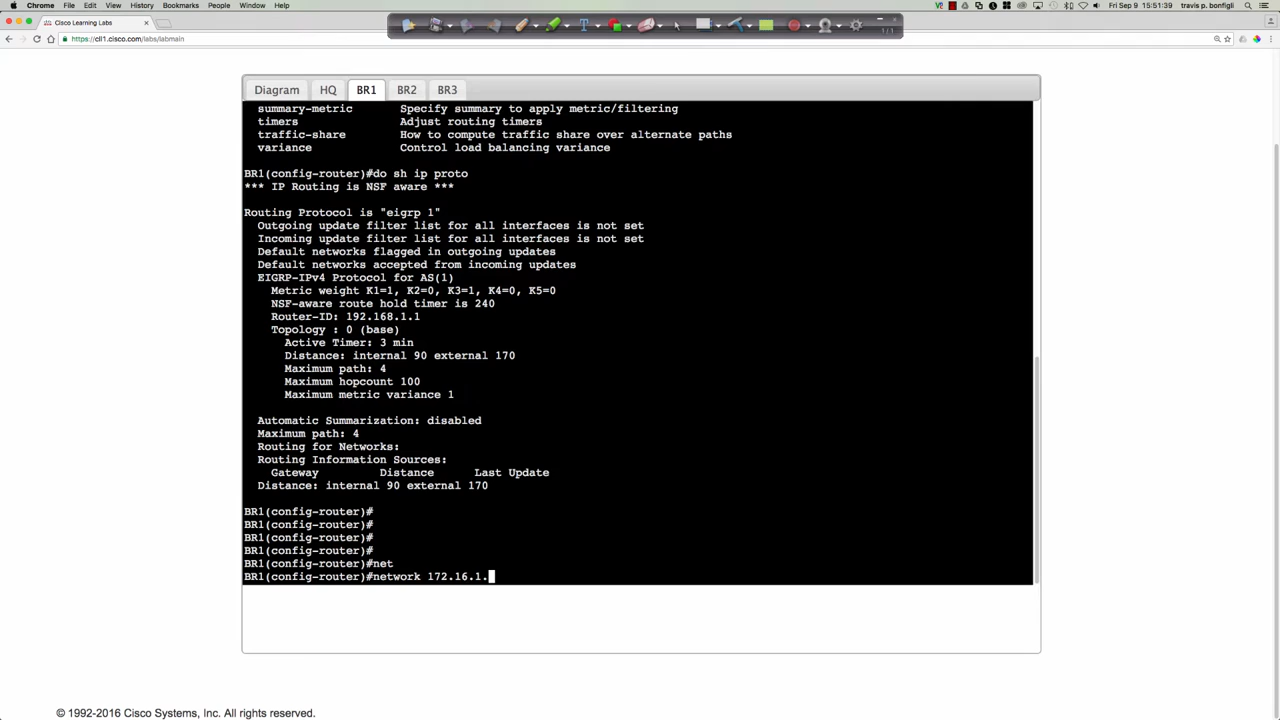 Chrome File Edit View History Bookmarks People Window Help
Fri Sep 9 15:51:39 travis p. bonfigli
Cisco Learning Labs
https://cll1.cisco.com/labs/labmain
1/1
Diagram HQ BR1 BR2 BR3
summary-metric Specify summary to apply metric/filtering
timers Adjust routing timers
traffic-share How to compute traffic share over alternate paths
variance Control load balancing variance
BR1(config-router)#do sh ip proto
*** IP Routing is NSF aware ***
Routing Protocol is "eigrp 1"
Outgoing update filter list for all interfaces is not set
Incoming update filter list for all interfaces is not set
Default networks flagged in outgoing updates
Default networks accepted from incoming updates
EIGRP-IPv4 Protocol for AS(1)
Metric weight K1=1, K2=0, K3=1, K4=0, K5=0
NSF-aware route hold timer is 240
Router-ID: 192.168.1.1
Topology : 0 (base)
Active Timer: 3 min
Distance: internal 90 external 170
Maximum path: 4
Maximum hopcount 100
Maximum metric variance 1
Automatic Summarization: disabled
Maximum path: 4
Routing for Networks:
Routing Information Sources:
Gateway Distance Last Update
Distance: internal 90 external 170
BR1(config-router)#
BR1(config-router)#
BR1(config-router)#
BR1(config-router)#
BR1(config-router)#net
BR1(config-router)#network 172.16.1.
© 1992-2016 Cisco Systems, Inc. All rights reserved.